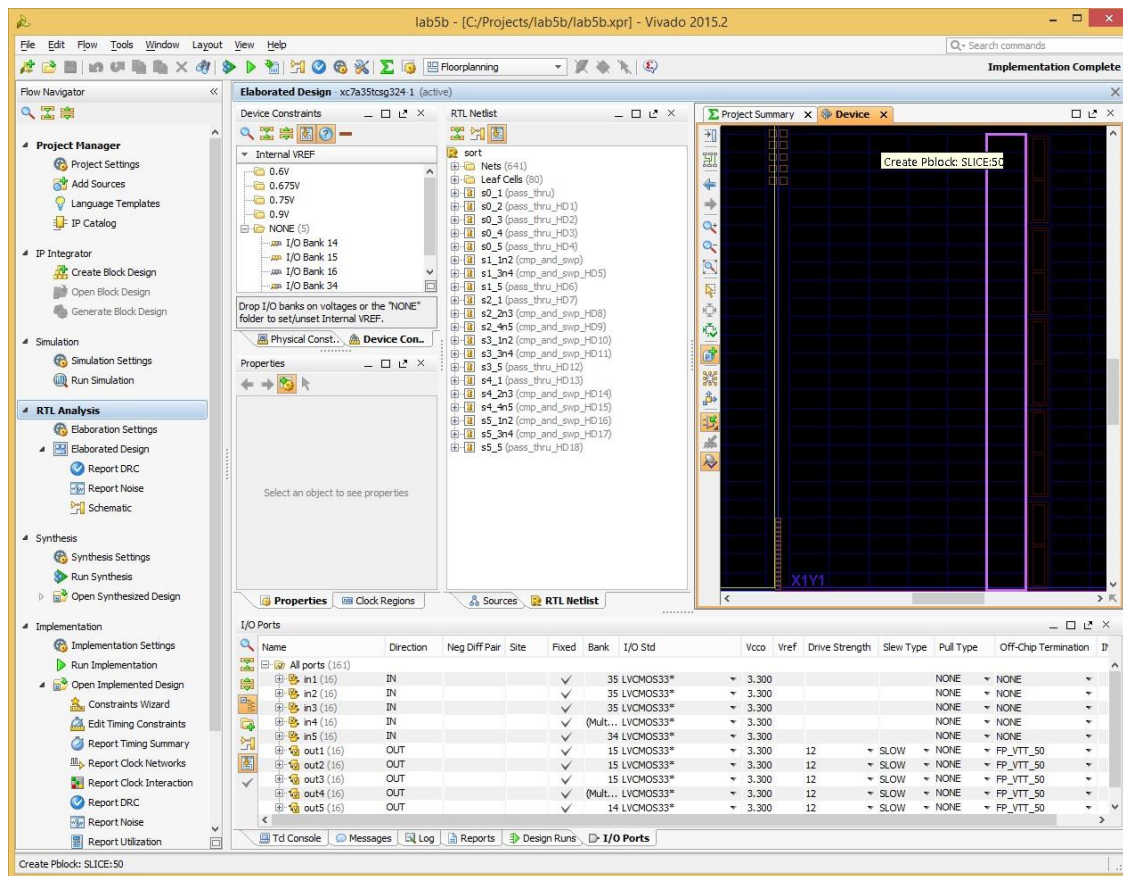 lab5b - [C:/Projects/lab5b/lab5b.xpr] - Vivado 2015.2
File Edit Flow Tools Window Layout View Help
Search commands
Floorplanning
Implementation Complete
Flow Navigator
Project Manager
Project Settings
Add Sources
Language Templates
IP Catalog
IP Integrator
Create Block Design
Open Block Design
Generate Block Design
Simulation
Simulation Settings
Run Simulation
RTL Analysis
Elaboration Settings
Elaborated Design
Report DRC
Report Noise
Schematic
Synthesis
Synthesis Settings
Run Synthesis
Open Synthesized Design
Implementation
Implementation Settings
Run Implementation
Open Implemented Design
Constraints Wizard
Edit Timing Constraints
Report Timing Summary
Report Clock Networks
Report Clock Interaction
Report DRC
Report Noise
Report Utilization
Elaborated Design - xc7a35tcsg324-1 (active)
Device Constraints
Internal VREF
0.6V
0.675V
0.75V
0.9V
NONE (5)
I/O Bank 14
I/O Bank 15
I/O Bank 16
I/O Bank 34
Drop I/O banks on voltages or the "NONE"
folder to set/unset Internal VREF.
Physical Const.. Device Con..
Properties
Select an object to see properties
Properties Clock Regions
RTL Netlist
sort
Nets (641)
Leaf Cells (80)
s0_1 (pass_thru)
s0_2 (pass_thru_HD1)
s0_3 (pass_thru_HD2)
s0_4 (pass_thru_HD3)
s0_5 (pass_thru_HD4)
s1_1n2 (cmp_and_swp)
s1_3n4 (cmp_and_swp_HD5)
s1_5 (pass_thru_HD6)
s2_1 (pass_thru_HD7)
s2_2n3 (cmp_and_swp_HD8)
s2_4n5 (cmp_and_swp_HD9)
s3_1n2 (cmp_and_swp_HD10)
s3_3n4 (cmp_and_swp_HD11)
s3_5 (pass_thru_HD12)
s4_1 (pass_thru_HD13)
s4_2n3 (cmp_and_swp_HD14)
s4_4n5 (cmp_and_swp_HD15)
s5_1n2 (cmp_and_swp_HD16)
s5_3n4 (cmp_and_swp_HD17)
s5_5 (pass_thru_HD18)
Sources RTL Netlist
Project Summary Device
Create Pblock: SLICE:50
X1Y1
I/O Ports
Name Direction Neg Diff Pair Site Fixed Bank I/O Std Vcco Vref Drive Strength Slew Type Pull Type Off-Chip Termination
All ports (161)
in1 (16) IN 35 LVCMOS33* 3.300 NONE NONE
in2 (16) IN 35 LVCMOS33* 3.300 NONE NONE
in3 (16) IN 35 LVCMOS33* 3.300 NONE NONE
in4 (16) IN (Mult... LVCMOS33* 3.300 NONE NONE
in5 (16) IN 34 LVCMOS33* 3.300 NONE NONE
out1 (16) OUT 15 LVCMOS33* 3.300 12 SLOW NONE FP_VTT_50
out2 (16) OUT 15 LVCMOS33* 3.300 12 SLOW NONE FP_VTT_50
out3 (16) OUT 15 LVCMOS33* 3.300 12 SLOW NONE FP_VTT_50
out4 (16) OUT (Mult... LVCMOS33* 3.300 12 SLOW NONE FP_VTT_50
out5 (16) OUT 14 LVCMOS33* 3.300 12 SLOW NONE FP_VTT_50
Tcl Console Messages Log Reports Design Runs I/O Ports
Create Pblock: SLICE:50